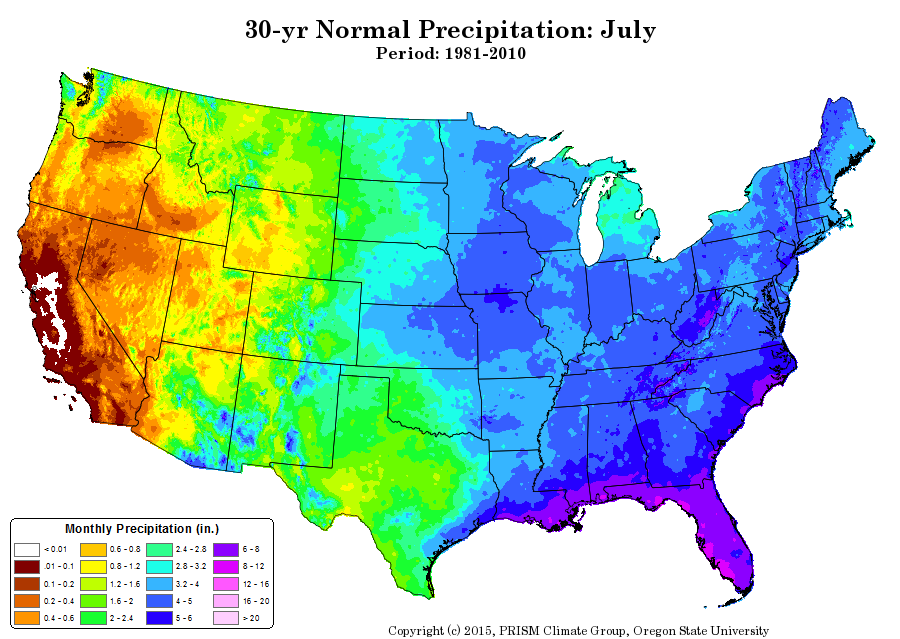 30-yr Normal Precipitation: July
Period: 1981-2010
Monthly Precipitation (in.)
< 0.01 0.6 - 0.8 2.4 - 2.8 6 - 8
.01 - 0.1 0.8 - 1.2 2.8 - 3.2 8 - 12
0.1 - 0.2 1.2 - 1.6 3.2 - 4 12 - 16
0.2 - 0.4 1.6 - 2 4 - 5 16 - 20
0.4 - 0.6 2 - 2.4 5 - 6 > 20
Copyright (c) 2015, PRISM Climate Group, Oregon State University